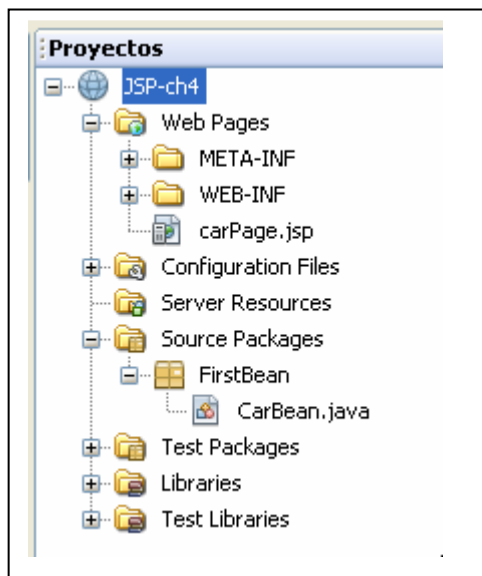 Proyectos
JSP-ch4
Web Pages
META-INF
WEB-INF
carPage.jsp
Configuration Files
Server Resources
Source Packages
FirstBean
CarBean.java
Test Packages
Libraries
Test Libraries